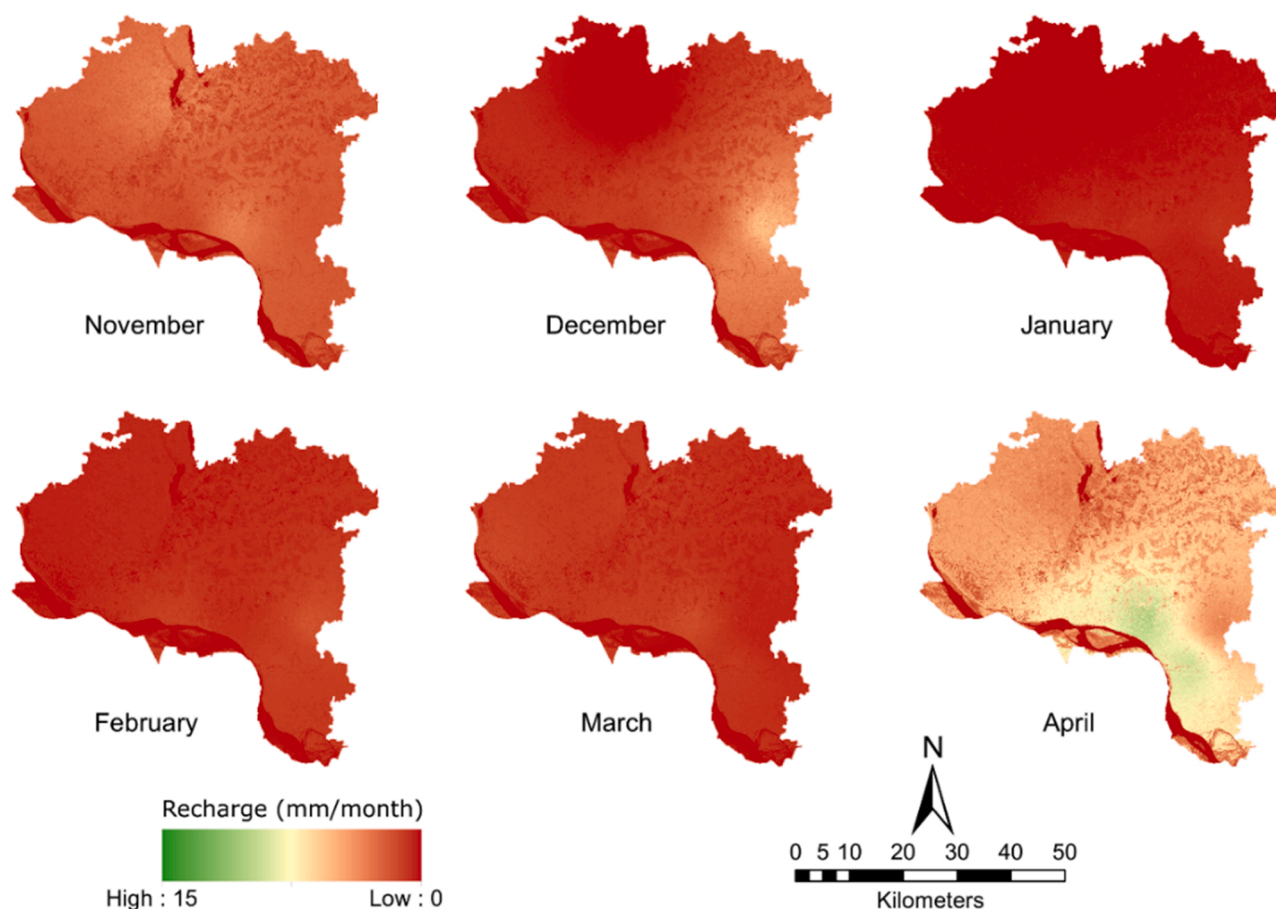 November
December
January
February
March
April
Recharge (mm/month)
High : 15
Low : 0
N
0 5 10 20 30 40 50
Kilometers